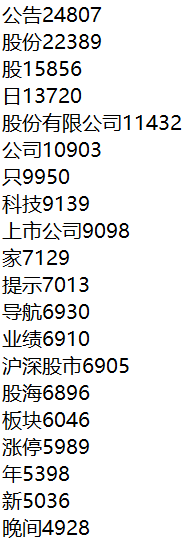 公告24807
股份22389
股15856
日13720
股份有限公司11432
公司10903
只9950
科技9139
上市公司9098
家7129
提示7013
导航6930
业绩6910
沪深股市6905
股海6896
板块6046
涨停5989
年5398
新5036
晚间4928